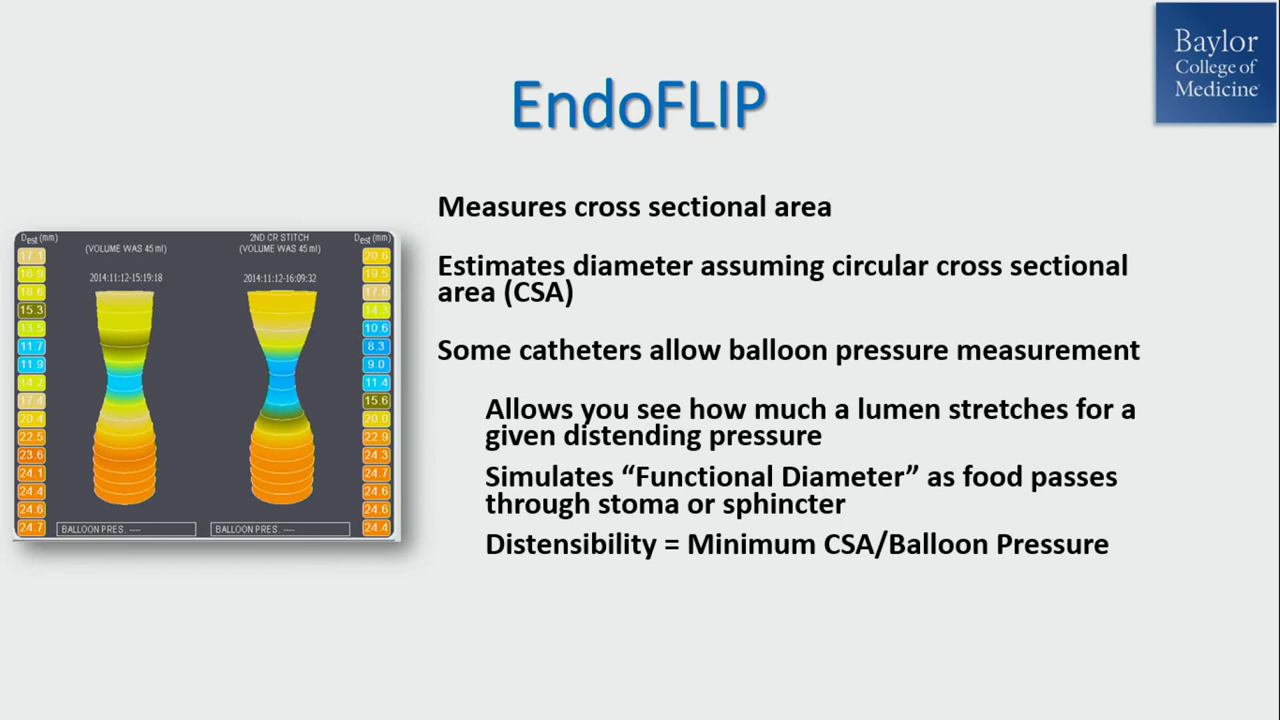 Baylor
College of
Medicine
EndoFLIP
Measures cross sectional area
Estimates diameter assuming circular cross sectional
area (CSA)
Some catheters allow balloon pressure measurement
Allows you see how much a lumen stretches for a
given distending pressure
Simulates “Functional Diameter” as food passes
through stoma or sphincter
Distensibility = Minimum CSA/Balloon Pressure
Dest (mm)
17.1
16.9
16.6
15.3
13.5
11.7
11.9
14.2
17.4
20.4
22.5
23.6
24.1
24.4
24.6
24.7
(VOLUME WAS 45 ml)
2014:11:12-15:19:18
BALLOON PRES. ----
2ND CR STITCH
(VOLUME WAS 45 ml)
2014:11:12-16:09:32
BALLOON PRES. ----
Dest (mm)
20.6
19.5
17.6
14.3
10.6
8.3
9.0
11.4
15.6
20.0
22.9
24.3
24.7
24.6
24.6
24.4